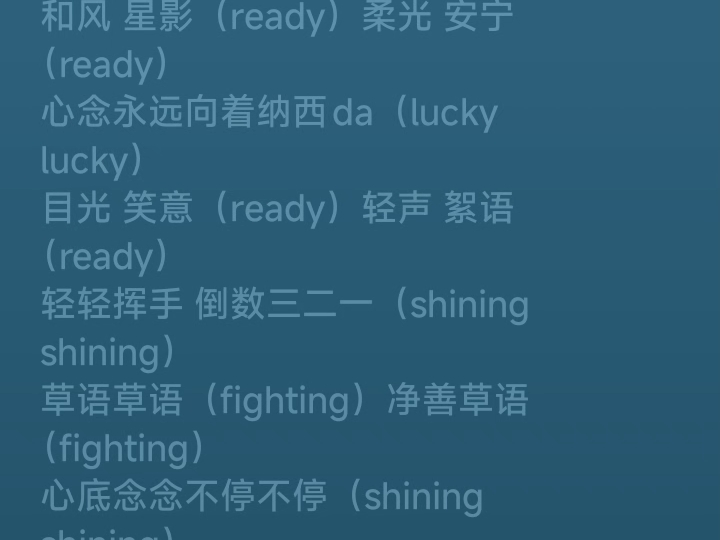 和风 星影（ready）柔光 安宁
（ready）
心念永远向着纳西da（lucky
lucky）
目光 笑意（ready）轻声 絮语
（ready）
轻轻挥手 倒数三二一（shining
shining）
草语草语（fighting）净善草语
（fighting）
心底念念不停不停（shining
shining）